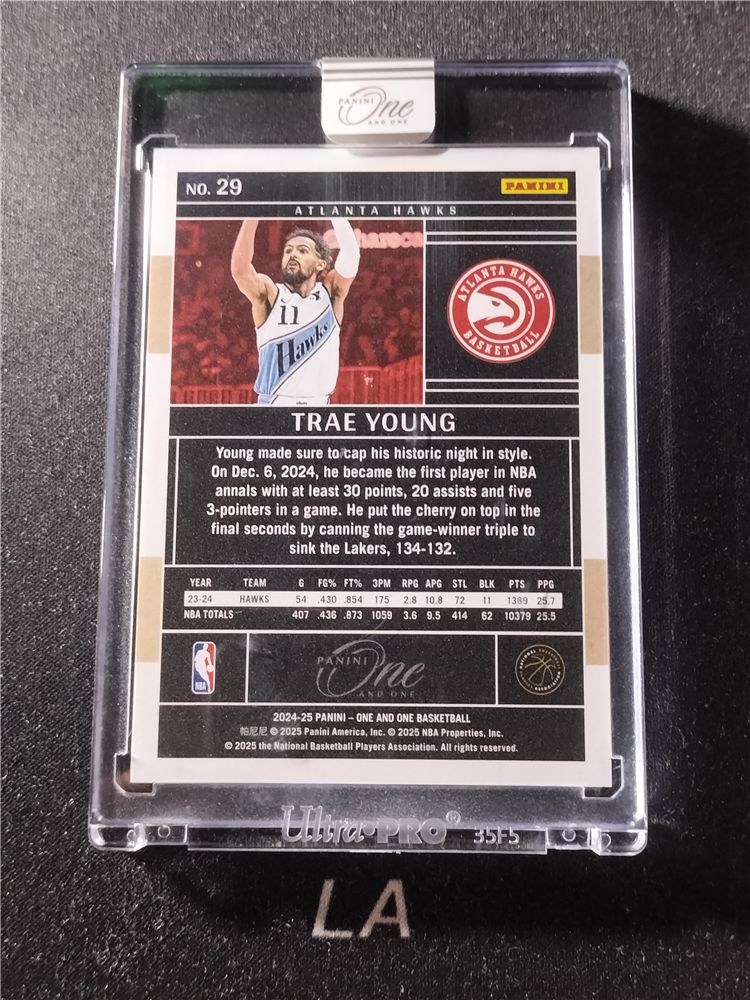 PANINI
One
AND ONE
NO. 29
PANINI
ATLANTA HAWKS
11
Hawks
ATLANTA HAWKS
BASKETBALL
TRAE YOUNG
Young made sure to cap his historic night in style.
On Dec. 6, 2024, he became the first player in NBA
annals with at least 30 points, 20 assists and five
3-pointers in a game. He put the cherry on top in the
final seconds by canning the game-winner triple to
sink the Lakers, 134-132.
YEAR TEAM G FG% FT% 3PM RPG APG STL BLK PTS PPG
23-24 HAWKS 54 .430 .854 175 2.8 10.8 72 11 1389 25.7
NBA TOTALS 407 .436 .873 1059 3.6 9.5 414 62 10379 25.5
NBA
PANINI
One
AND ONE
2024-25 PANINI – ONE AND ONE BASKETBALL
帕尼尼 © 2025 Panini America, Inc. © 2025 NBA Properties, Inc.
© 2025 the National Basketball Players Association. All rights reserved.
Ultra•PRO® 35F5
LA